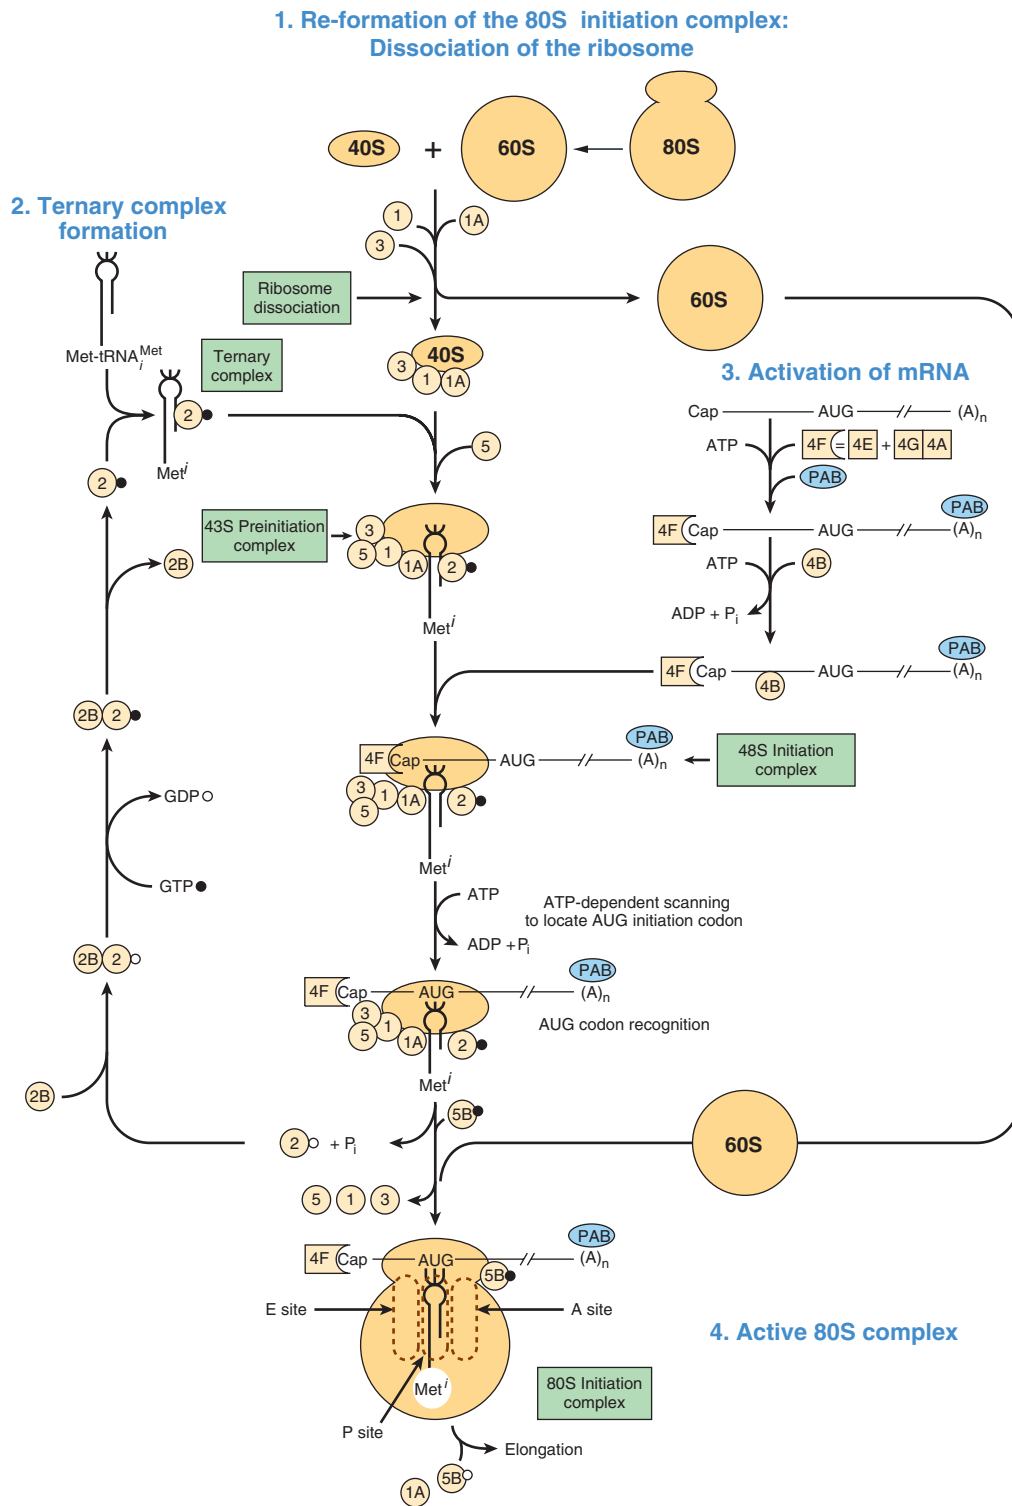 1. Re-formation of the 80S initiation complex:
Dissociation of the ribosome
40S + 60S 80S
2. Ternary complex
formation
1 1A
3
Ribosome
dissociation
60S
Met-tRNAiMet
Ternary
complex
40S
3 1 1A
3. Activation of mRNA
Cap AUG (A)n
ATP 4F = 4E + 4G 4A
PAB
2
Meti
5
2
43S Preinitiation
complex
3
5 1 1A 2
Meti
PAB
4F Cap AUG (A)n
ATP 4B
ADP + Pi
2B
PAB
4F Cap AUG (A)n
4B
2B 2
4F Cap AUG PAB
(A)n
48S Initiation
complex
3 1 1A 2
5
Meti
GDP
GTP
ATP
ADP + Pi
ATP-dependent scanning
to locate AUG initiation codon
2B 2
PAB
4F Cap AUG (A)n
3
5 1 1A 2
AUG codon recognition
Meti
2B
5B
2 + Pi
60S
5 1 3
PAB
4F Cap AUG (A)n
5B
E site A site
4. Active 80S complex
Meti
80S Initiation
complex
P site
Elongation
1A 5B